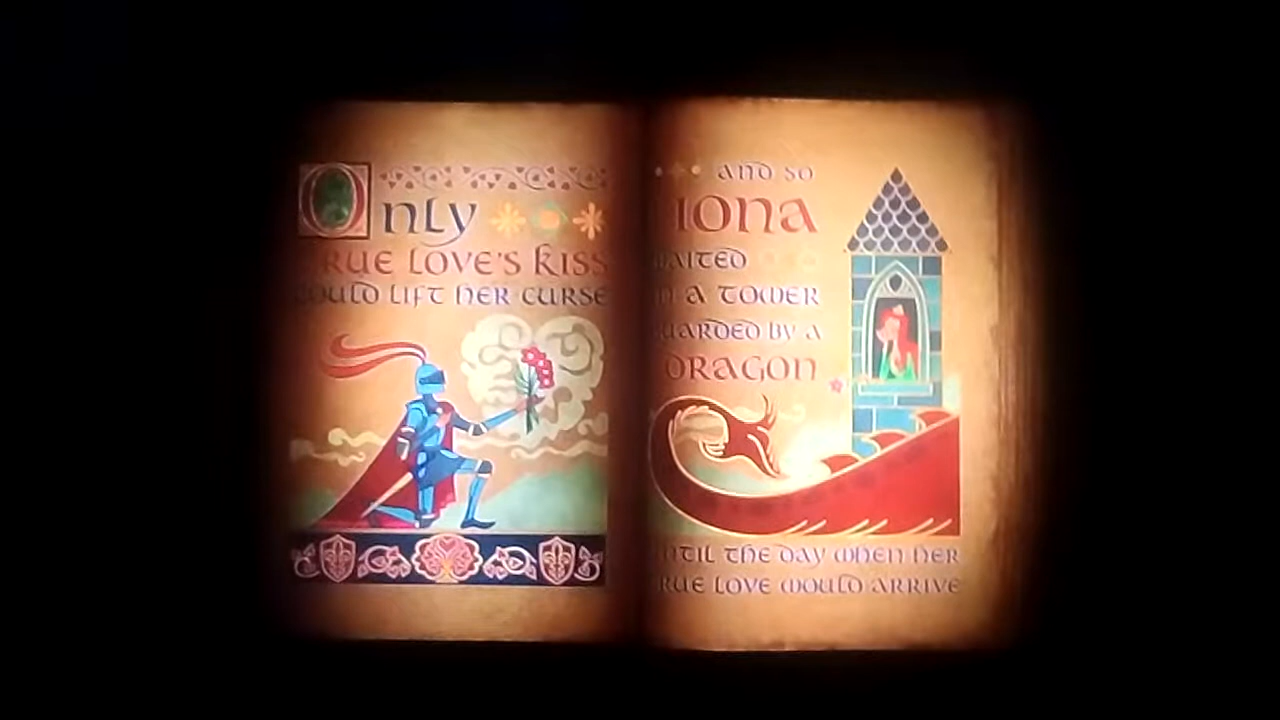 Only
RUE LOVE'S KISS
OULD LIFT HER CURSE
AND SO
IONA
AITED
N A TOWER
UARDED BY A
DRAGON
NTIL THE DAY WHEN HER
RUE LOVE WOULD ARRIVE